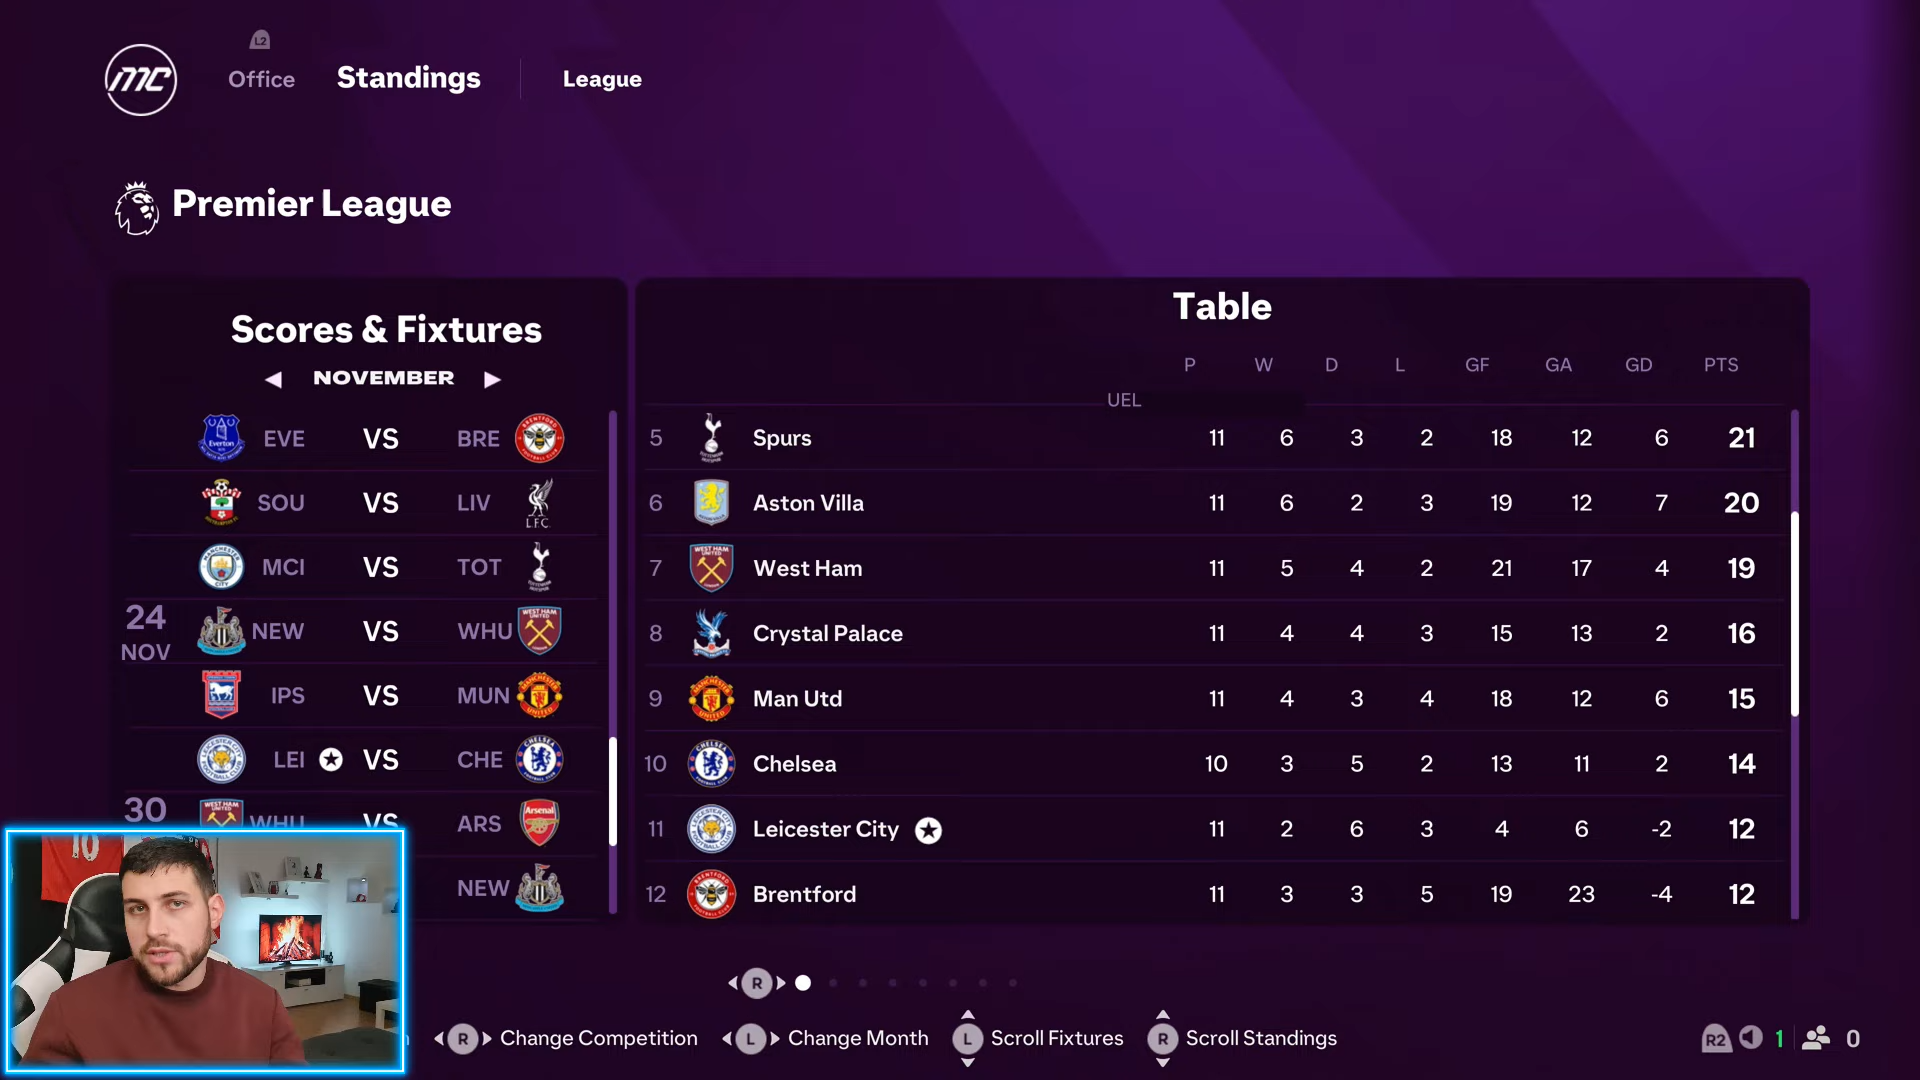 L2
MC Office Standings League
Premier League
Scores & Fixtures
NOVEMBER
EVE VS BRE
SOU VS LIV
MCI VS TOT
24 NOV NEW VS WHU
IPS VS MUN
LEI VS CHE
30 WHU VS ARS
NEW
Table
P W D L GF GA GD PTS
UEL
5 Spurs 11 6 3 2 18 12 6 21
6 Aston Villa 11 6 2 3 19 12 7 20
7 West Ham 11 5 4 2 21 17 4 19
8 Crystal Palace 11 4 4 3 15 13 2 16
9 Man Utd 11 4 3 4 18 12 6 15
10 Chelsea 10 3 5 2 13 11 2 14
11 Leicester City 11 2 6 3 4 6 -2 12
12 Brentford 11 3 3 5 19 23 -4 12
R
R Change Competition L Change Month L Scroll Fixtures R Scroll Standings
R2 1 0
10